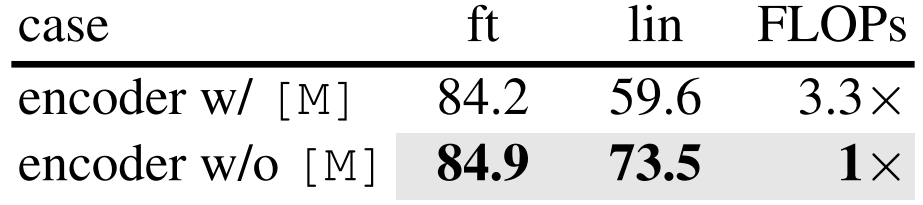 case ft lin FLOPs
encoder w/ [M] 84.2 59.6 3.3×
encoder w/o [M] 84.9 73.5 1×